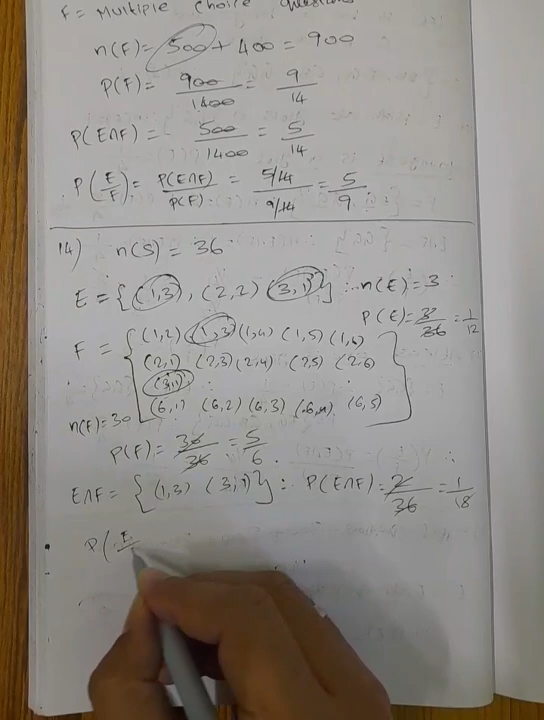 F = Multiple Choice Questions
n(F) = 500 + 400 = 900
P(F) = 900/1400 = 9/14
P(E∩F) = 500/1400 = 5/14
P(E/F) = P(E∩F)/P(F) = 5/14 / 9/14 = 5/9.
14) n(S) = 36
E = {(1,3), (2,2) (3,1)} ∴ n(E) = 3
P(E) = 3/36 = 1/12
F = { (1,2) (1,3) (1,4) (1,5) (1,6)
(2,1) (2,3) (2,4) (2,5) (2,6)
(3,1)
(6,1) (6,2) (6,3) (6,4) (6,5) }
n(F) = 30
P(F) = 30/36 = 5/6
E∩F = { (1,3) (3,1) } ∴ P(E∩F) = 2/36 = 1/18
P(E